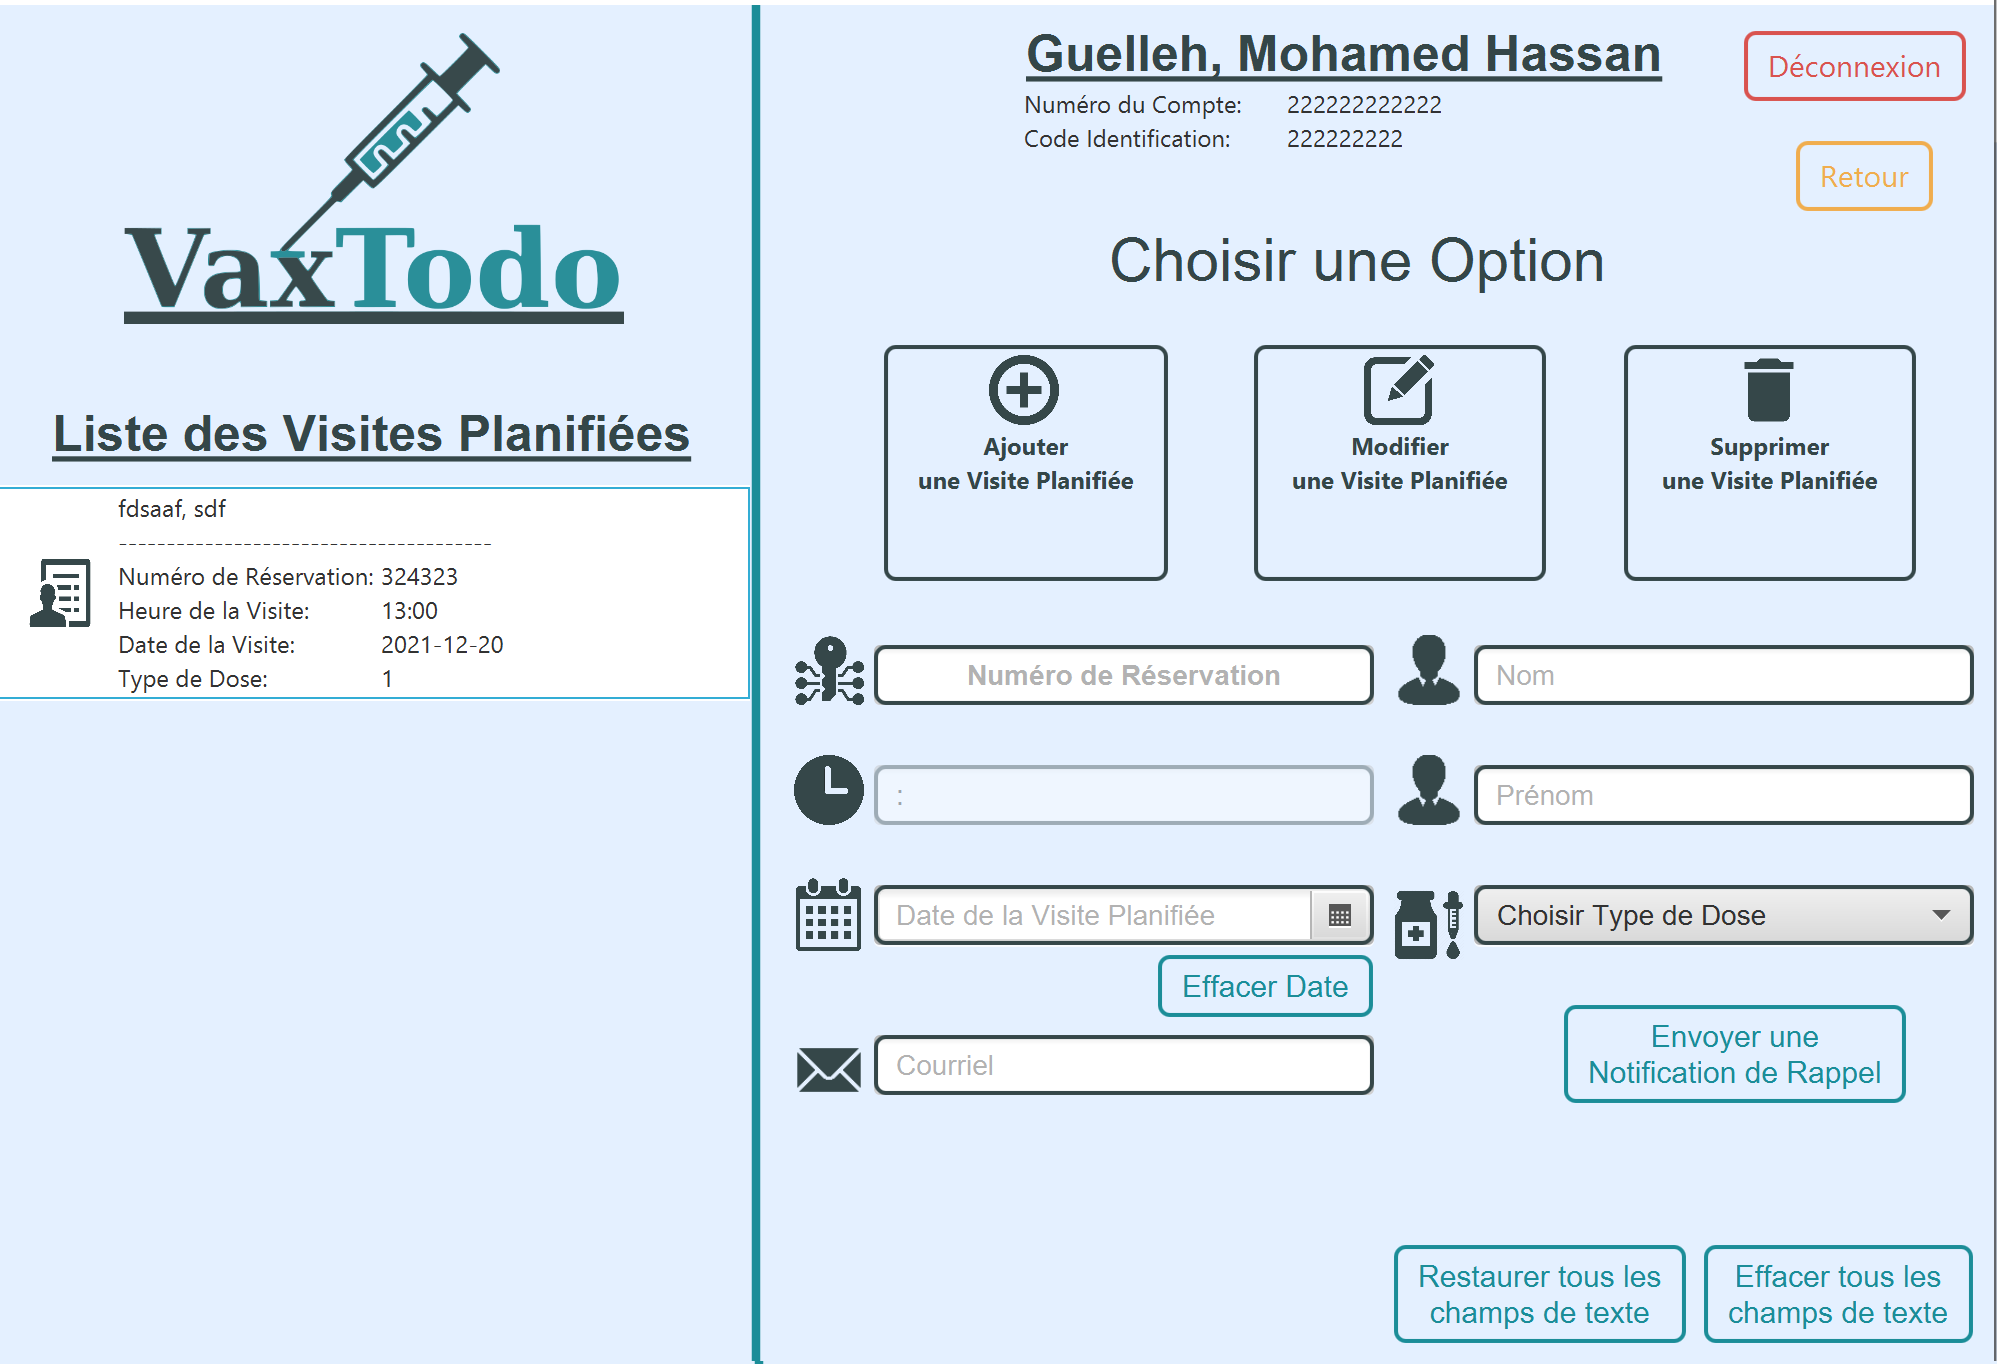 VaxTodo
Liste des Visites Planifiées
fdsaaf, sdf
---------------------------------------
Numéro de Réservation: 324323
Heure de la Visite: 13:00
Date de la Visite: 2021-12-20
Type de Dose: 1
Guelleh, Mohamed Hassan
Numéro du Compte: 222222222222
Code Identification: 222222222
Déconnexion
Retour
Choisir une Option
Ajouter
une Visite Planifiée
Modifier
une Visite Planifiée
Supprimer
une Visite Planifiée
Numéro de Réservation
Nom
:
Prénom
Date de la Visite Planifiée
Choisir Type de Dose
Effacer Date
Courriel
Envoyer une
Notification de Rappel
Restaurer tous les
champs de texte
Effacer tous les
champs de texte